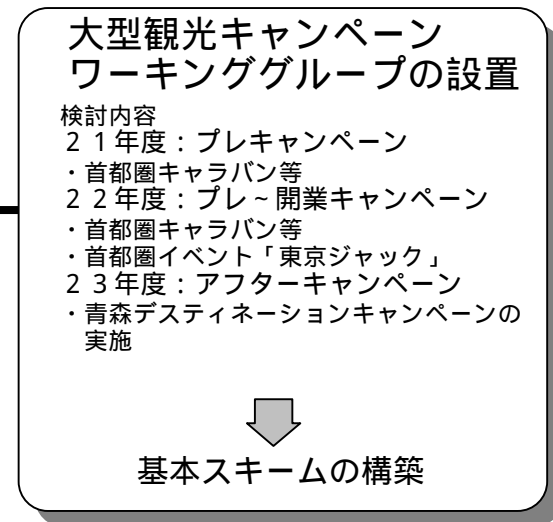 大型観光キャンペーン
ワーキンググループの設置
検討内容
２１年度：プレキャンペーン
・首都圏キャラバン等
２２年度：プレ～開業キャンペーン
・首都圏キャラバン等
・首都圏イベント「東京ジャック」
２３年度：アフターキャンペーン
・青森デスティネーションキャンペーンの
実施
基本スキームの構築